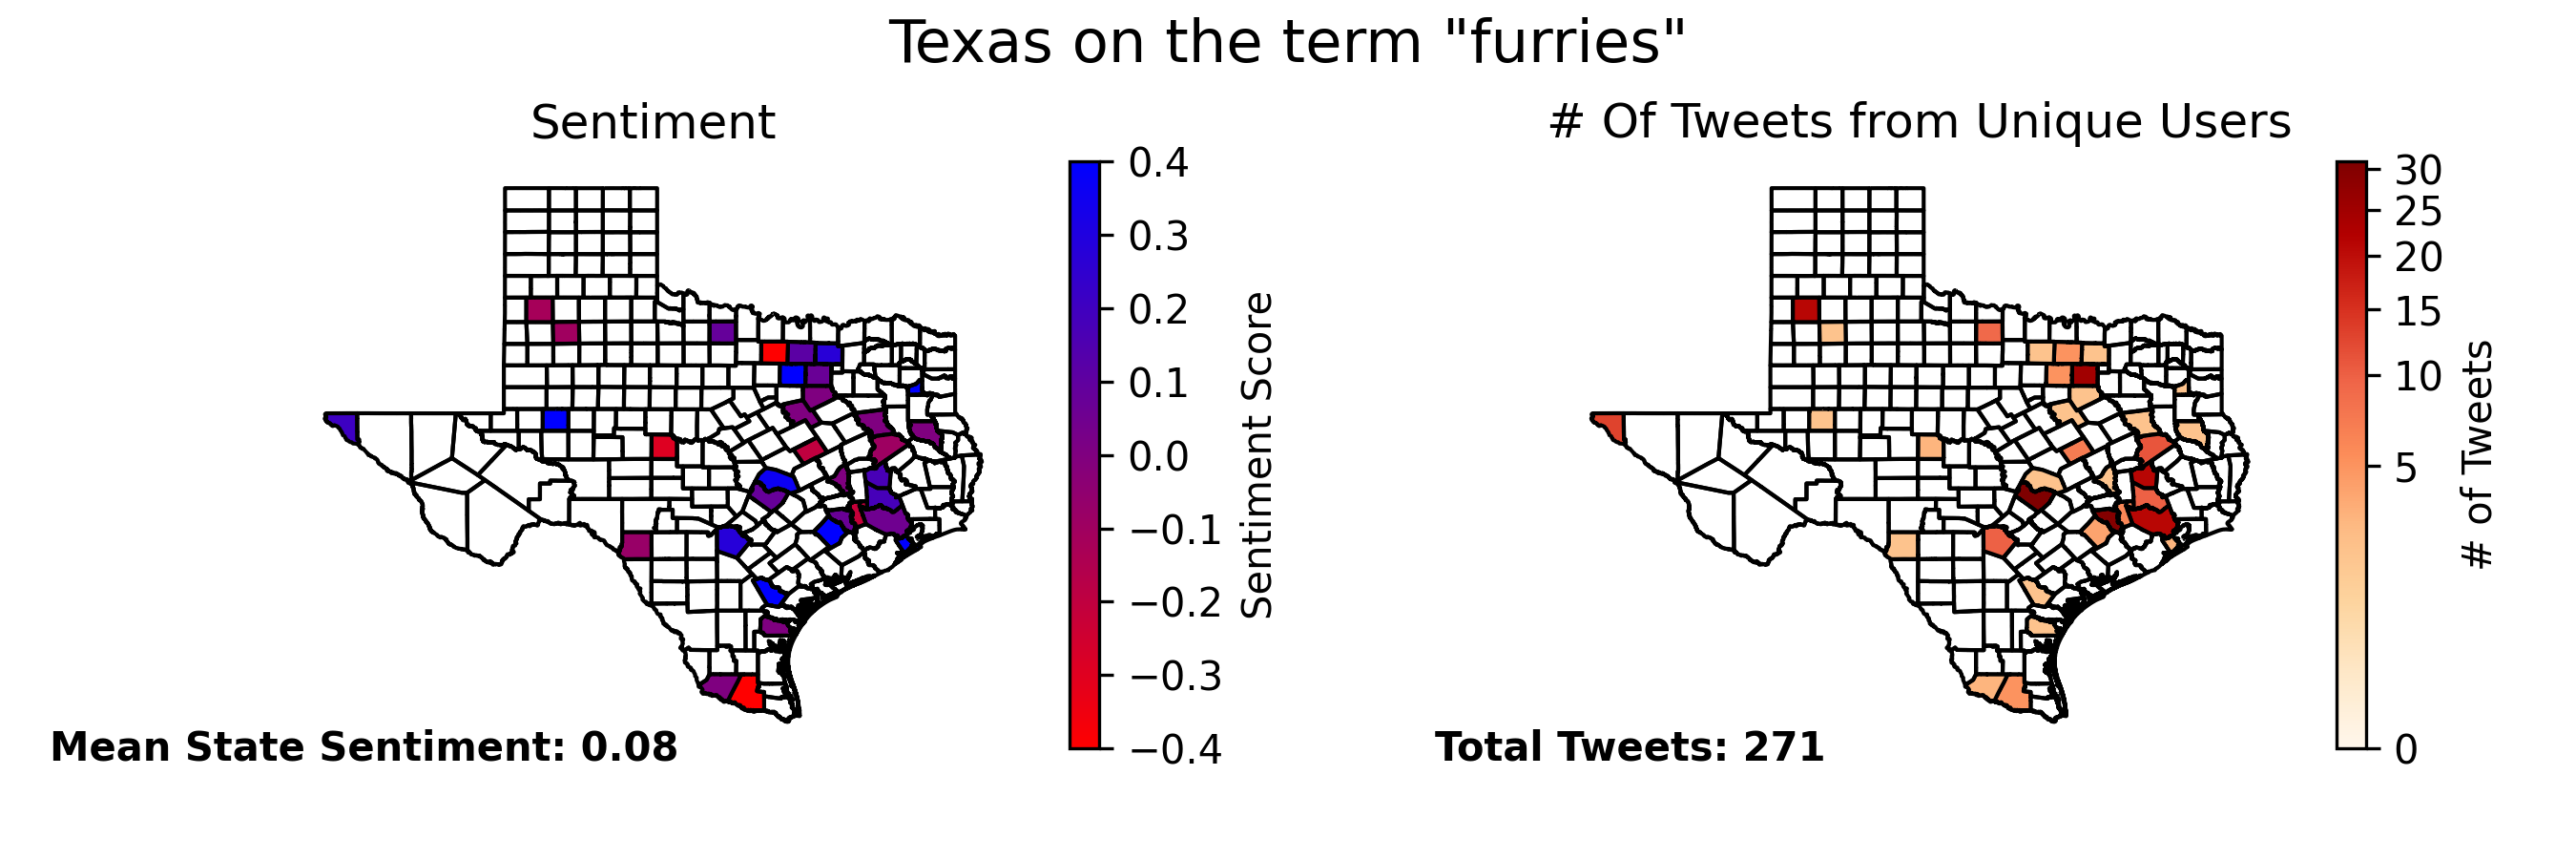 Texas on the term "furries"
Sentiment
0.4
0.3
0.2
0.1
0.0
−0.1
−0.2
−0.3
−0.4
Sentiment Score
Mean State Sentiment: 0.08
# Of Tweets from Unique Users
30
25
20
15
10
5
0
# of Tweets
Total Tweets: 271